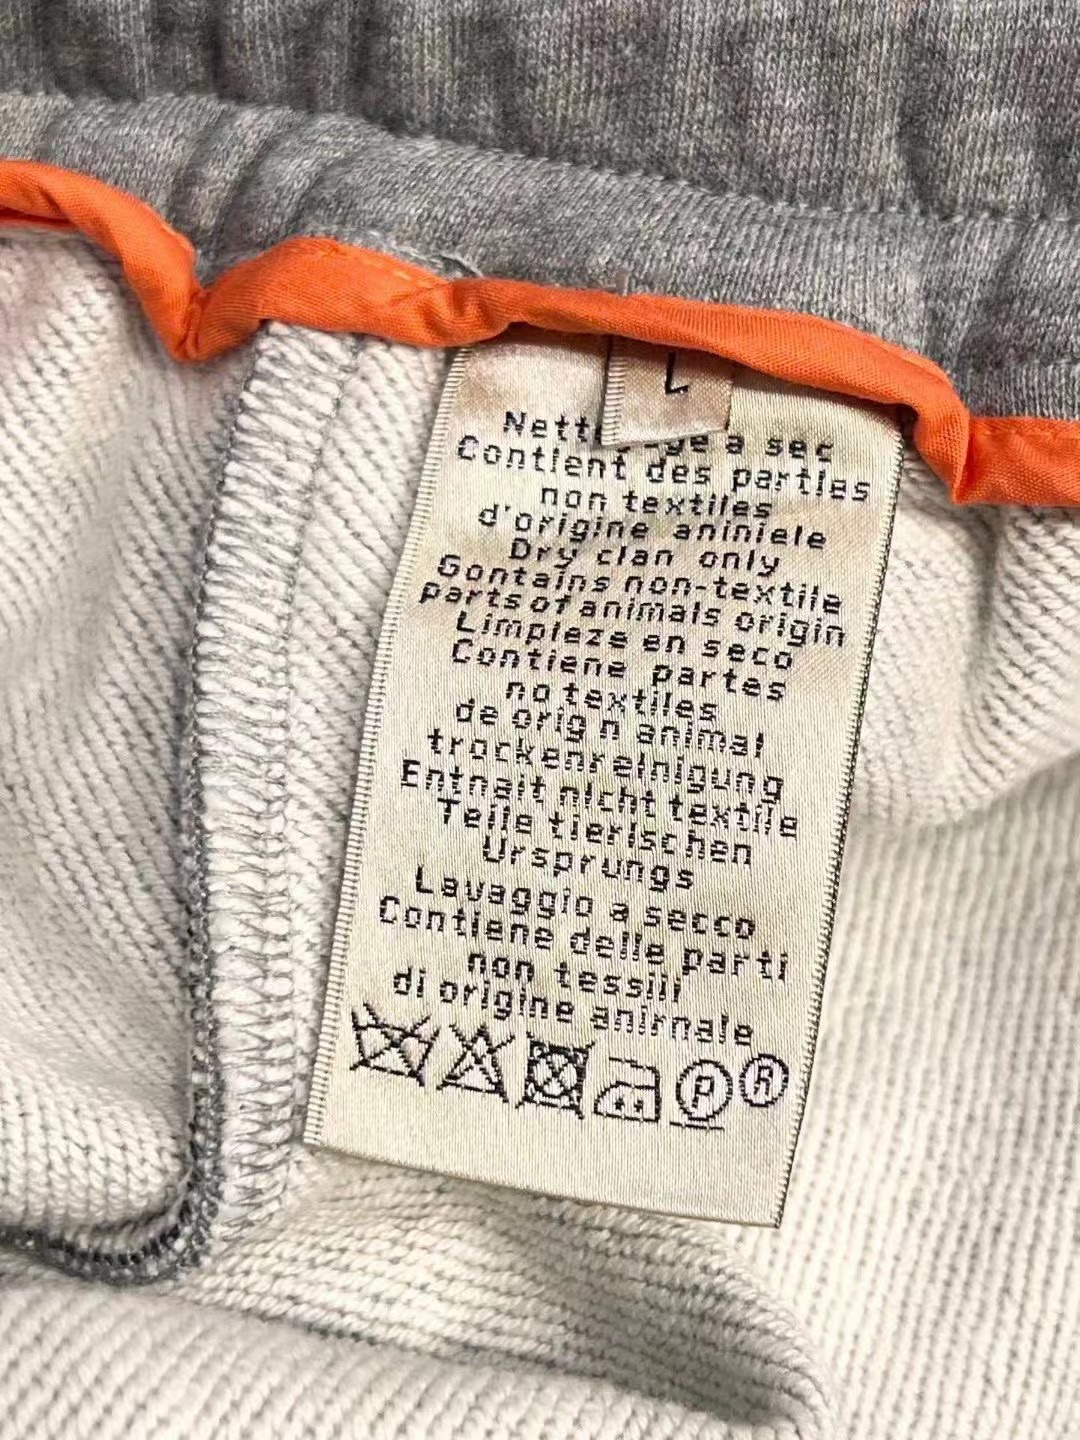 L
Nett ge a sec
Contient des parties
non textiles
d'origine aniniele
Dry clan only
Gontains non-textile
parts of animals origin
Limpieze en seco
Contiene partes
no textiles
de orig n animal
trockenreinigung
Entnait nicht textile
Teile tierischen
Ursprungs
Lavaggio a secco
Contiene delle parti
non tessili
di origine anirnale
P ®